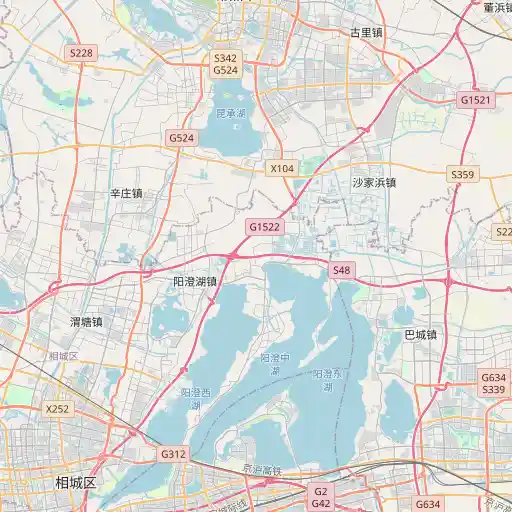 董浜镇
古里镇
S228
S342
G524
G1521
昆承湖
G524
X104
S359
沙家浜镇
辛庄镇
G1522
S22
S48
阳澄湖镇
渭塘镇
巴城镇
相城区
阳澄中
湖
阳澄东
湖
G634
S339
阳澄西
湖
X252
G312
京沪高铁
相城区
G2
G42
G634